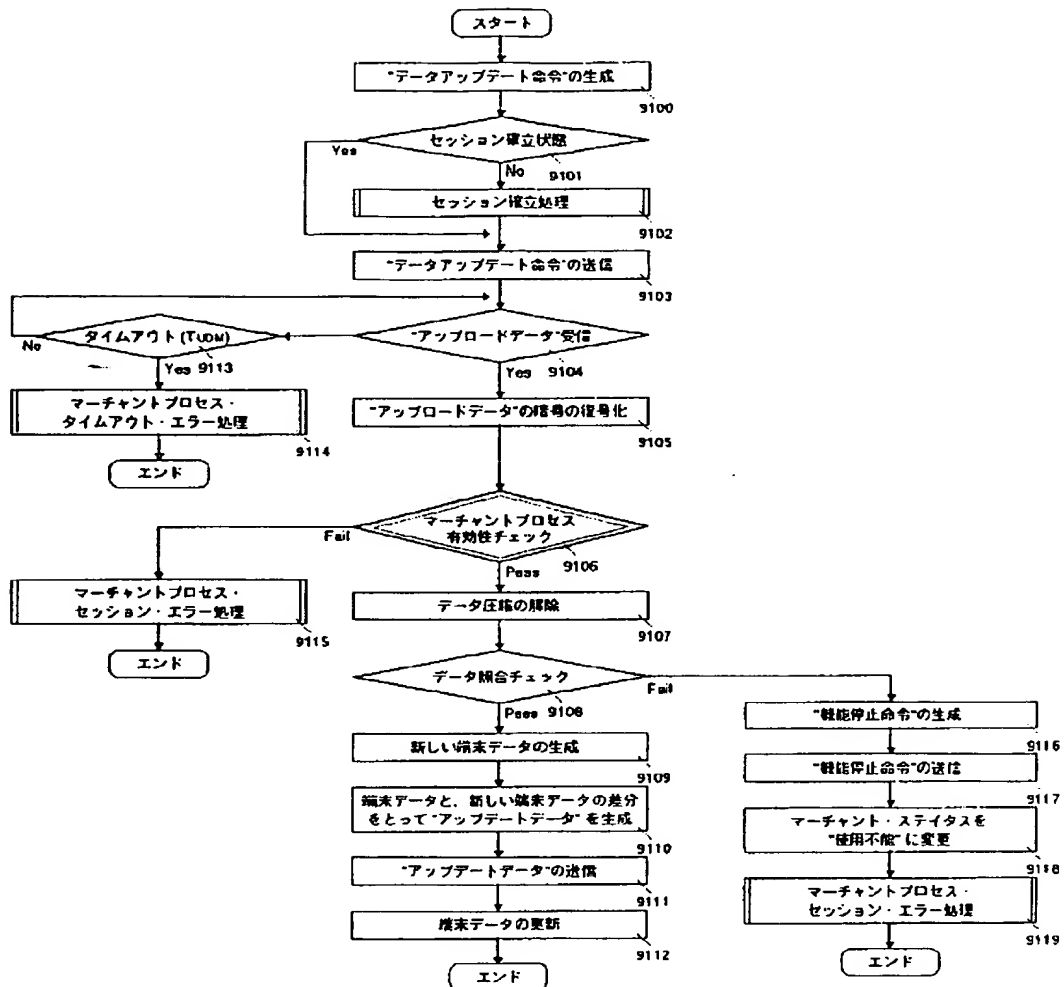 スタート
"データアップデート命令"の生成
9100
セッション確立状態
Yes
9101
No
セッション確立処理
9102
"データアップデート命令"の送信
9103
タイムアウト(TUDM)
No
9113
Yes
"アップロードデータ"受信
9104
Yes
マーチャントプロセス・
タイムアウト・エラー処理
9114
エンド
"アップロードデータ"の暗号の復号化
9105
マーチャントプロセス
有効性チェック
Fail
9106
Pass
マーチャントプロセス・
セッション・エラー処理
9115
エンド
データ圧縮の解除
9107
データ照合チェック
Fail
9108
Pass
新しい端末データの生成
9109
端末データと、新しい端末データの差分
をとって"アップデートデータ"を生成
9110
"アップデートデータ"の送信
9111
端末データの更新
9112
エンド
"機能停止命令"の生成
9116
"機能停止命令"の送信
9117
マーチャント・ステイタスを
"使用不能"に変更
9118
マーチャントプロセス・
セッション・エラー処理
9119
エンド